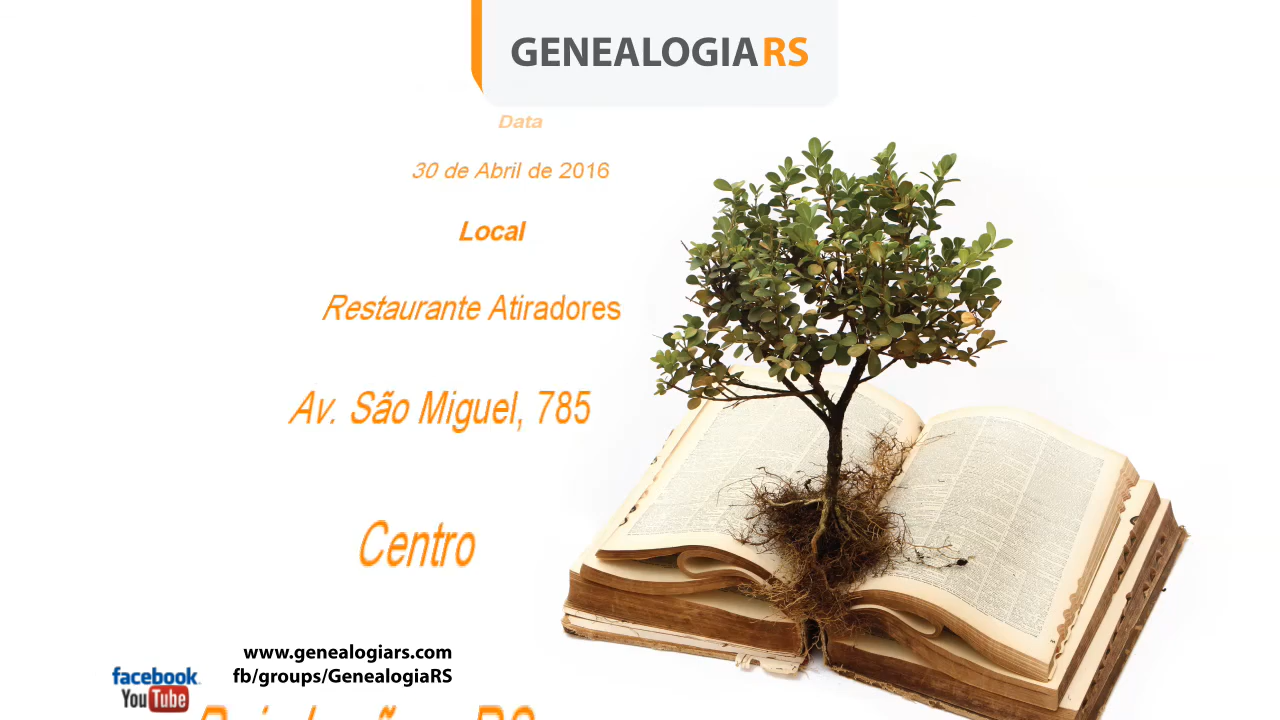 GENEALOGIARS
Data
30 de Abril de 2016
Local
Restaurante Atiradores
Av. São Miguel, 785
Centro
www.genealogiars.com
fb/groups/GenealogiaRS
facebook
YouTube